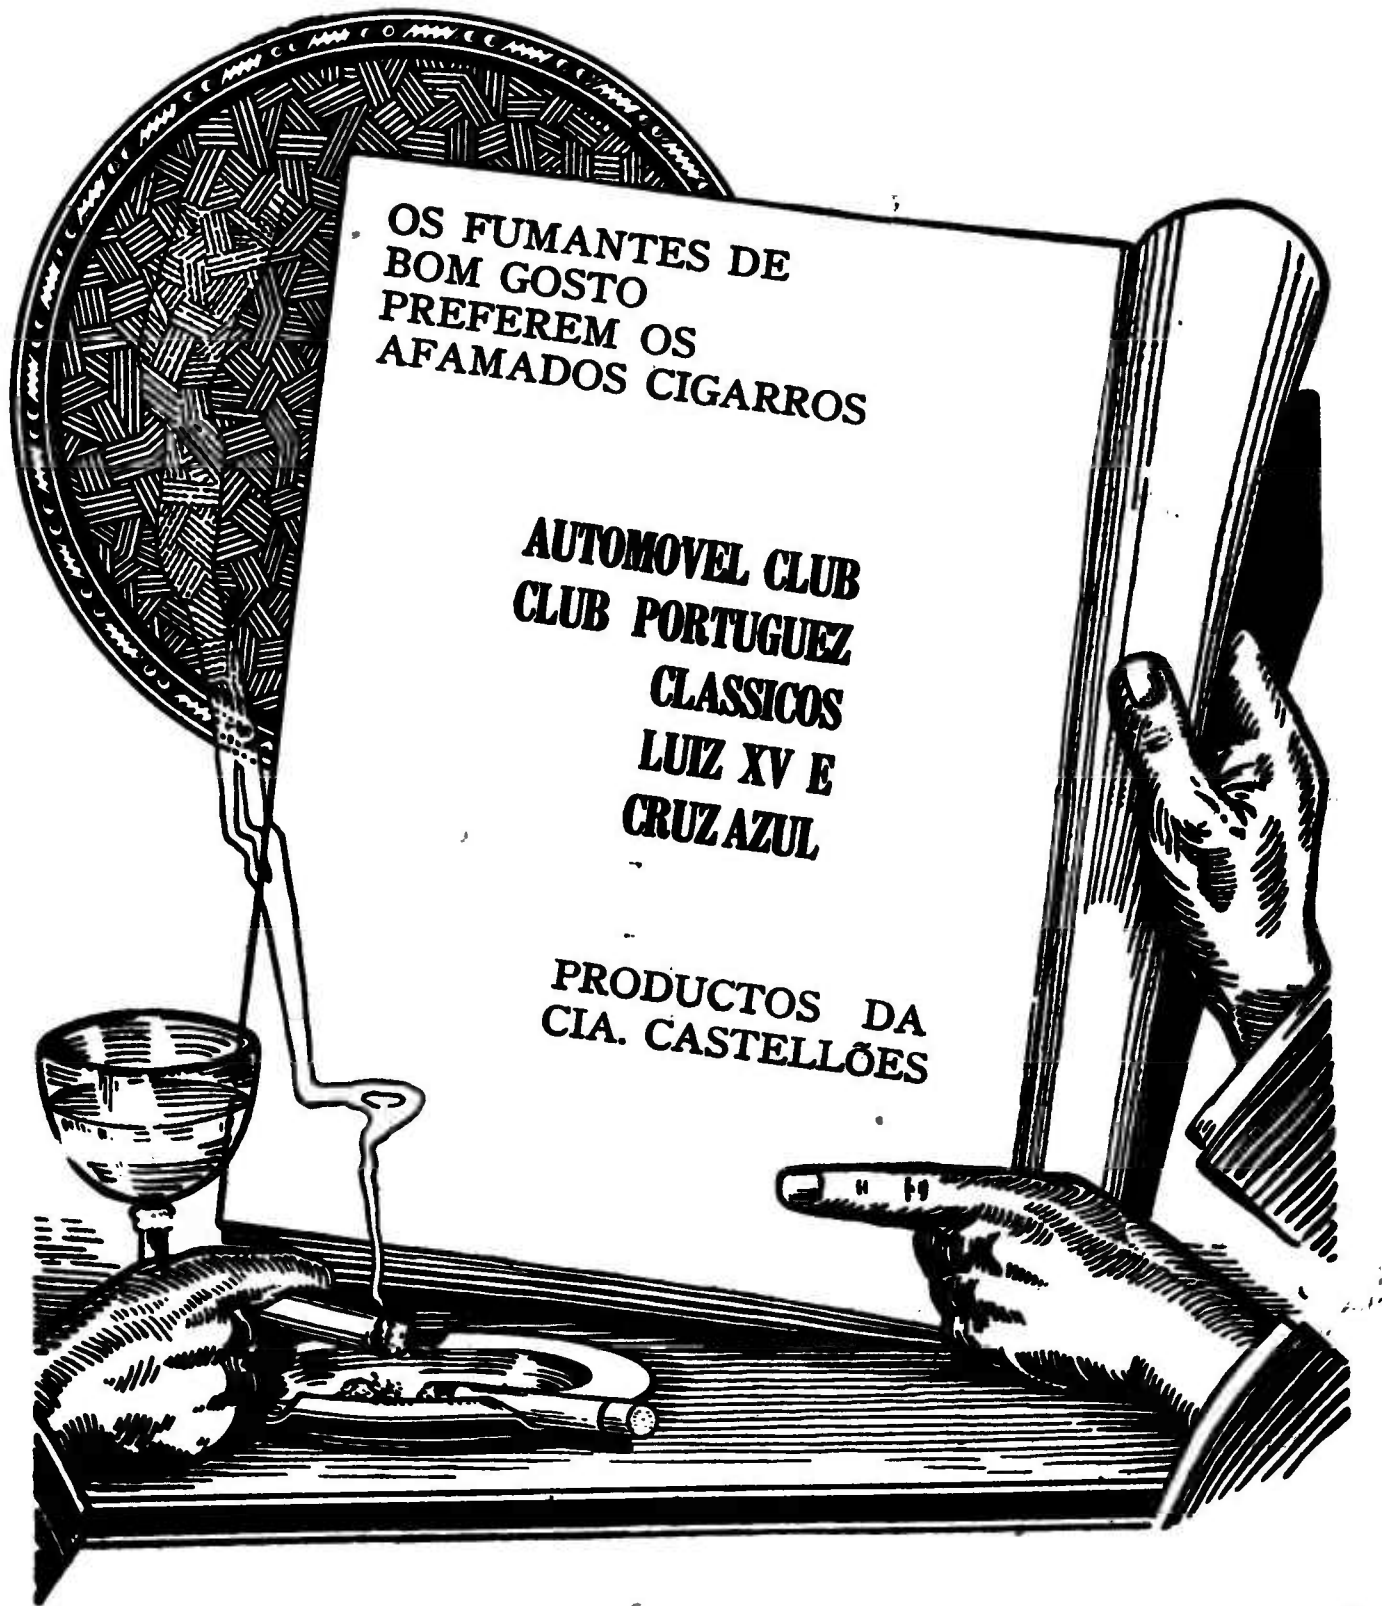 OS FUMANTES DE
BOM GOSTO
PREFEREM OS
AFAMADOS CIGARROS
AUTOMOVEL CLUB
CLUB PORTUGUEZ
CLASSICOS
LUIZ XV E
CRUZ AZUL
PRODUCTOS DA
CIA. CASTELLÕES